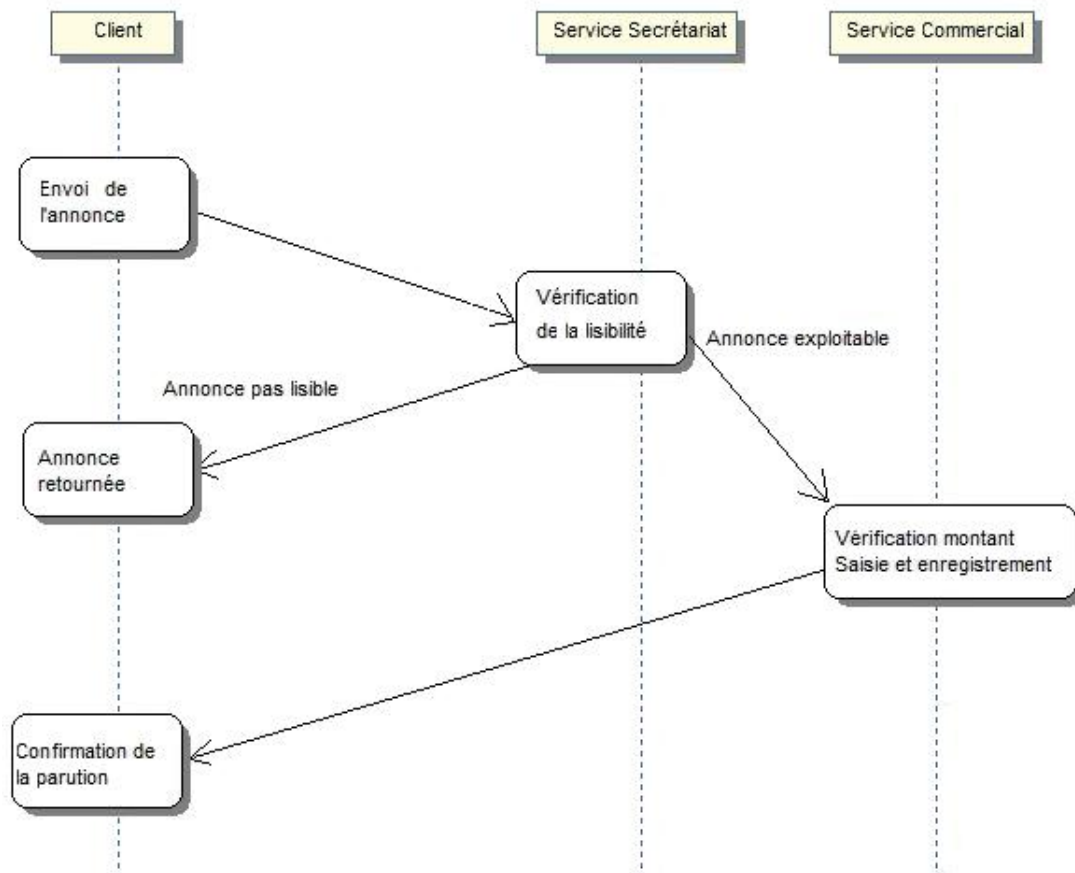 Client
Service Secrétariat
Service Commercial
Envoi de
l'annonce
Vérification
de la lisibilité
Annonce exploitable
Annonce pas lisible
Annonce
retournée
Vérification montant
Saisie et enregistrement
Confirmation de
la parution